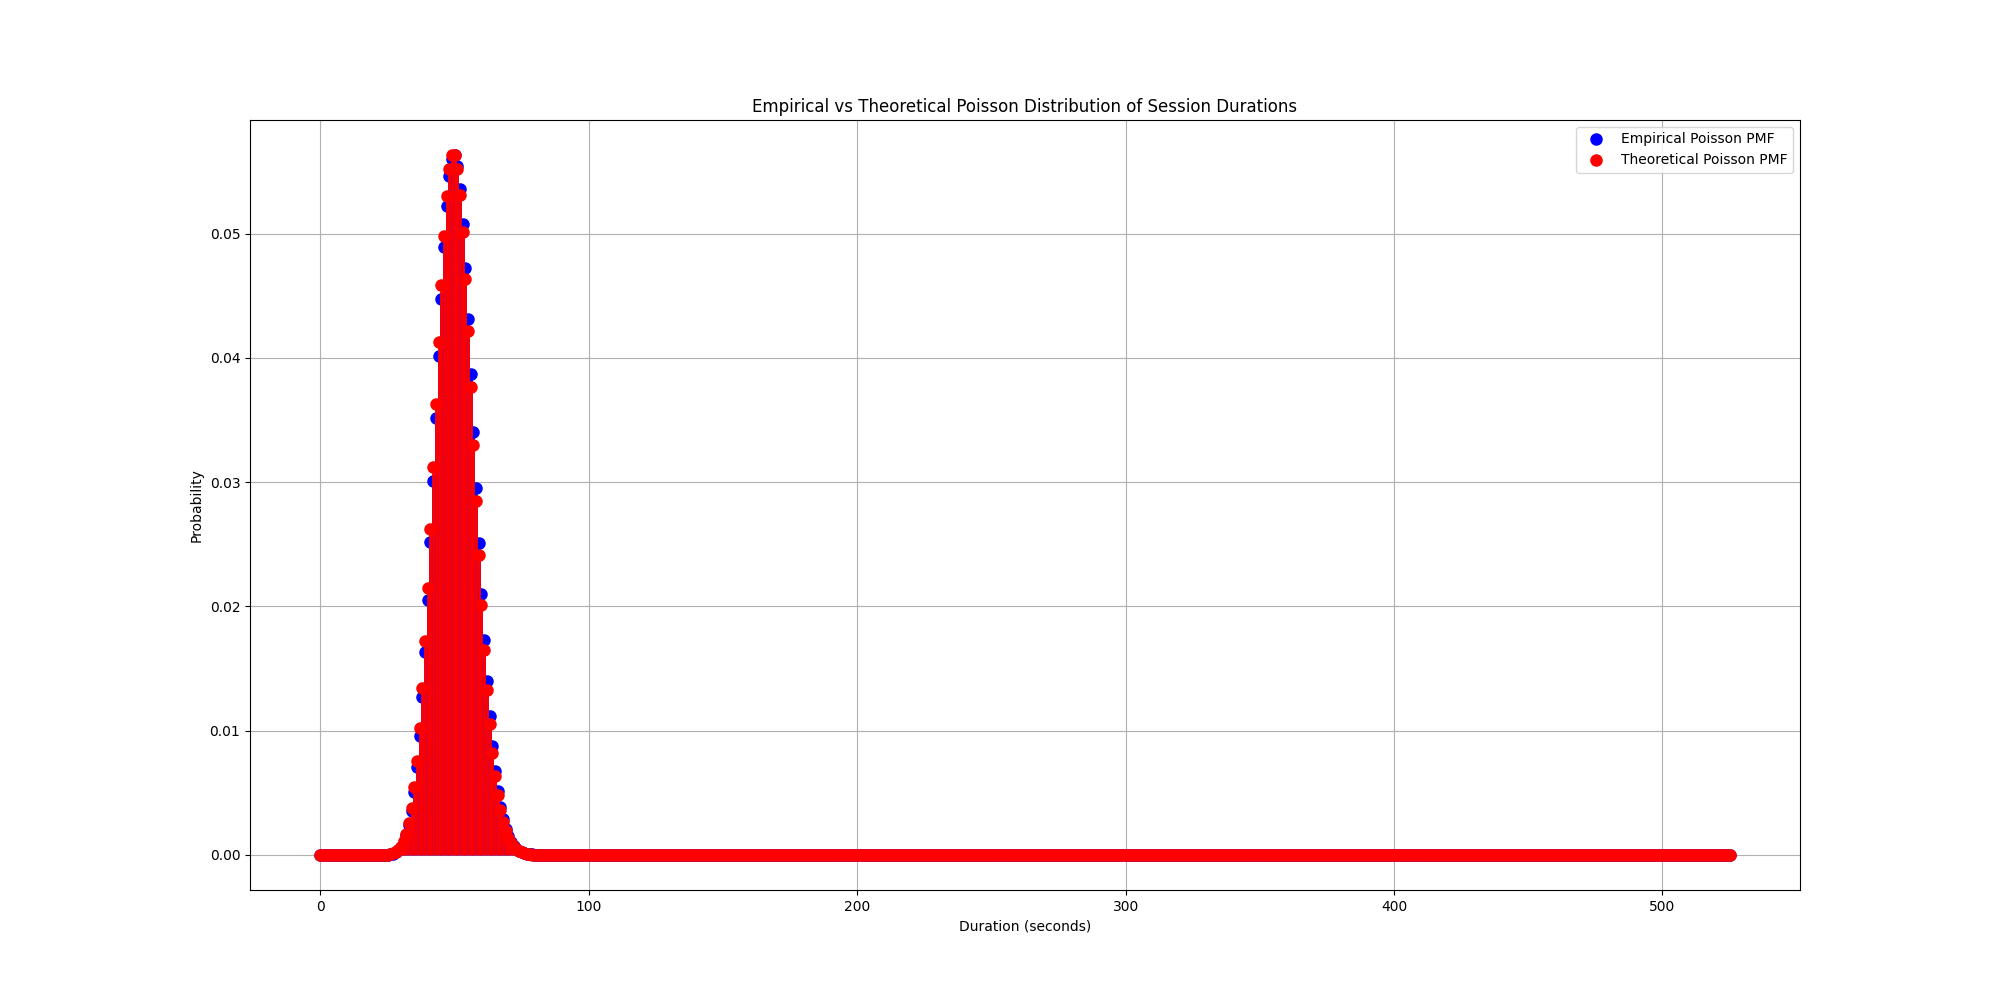 Empirical vs Theoretical Poisson Distribution of Session Durations
Empirical Poisson PMF
Theoretical Poisson PMF
Probability
0.05
0.04
0.03
0.02
0.01
0.00
0 100 200 300 400 500
Duration (seconds)